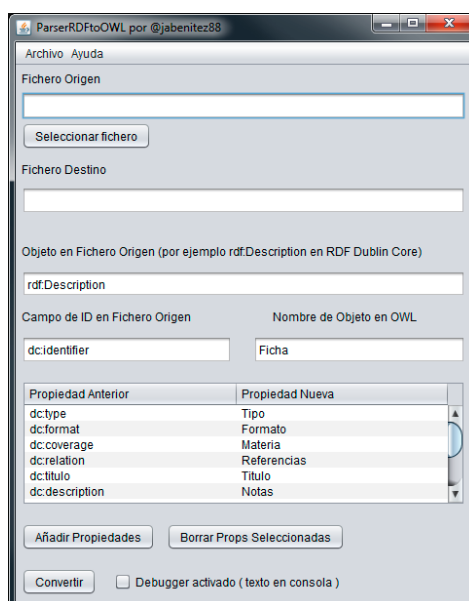 ParserRDFtoOWL por @jabenitez88
Archivo Ayuda
Fichero Origen
Seleccionar fichero
Fichero Destino
Objeto en Fichero Origen (por ejemplo rdf:Description en RDF Dublin Core)
rdf:Description
Campo de ID en Fichero Origen Nombre de Objeto en OWL
dc:identifier Ficha
Propiedad Anterior Propiedad Nueva
dc:type Tipo
dc:format Formato
dc:coverage Materia
dc:relation Referencias
dc:titulo Titulo
dc:description Notas
Añadir Propiedades Borrar Props Seleccionadas
Convertir Debugger activado ( texto en consola )